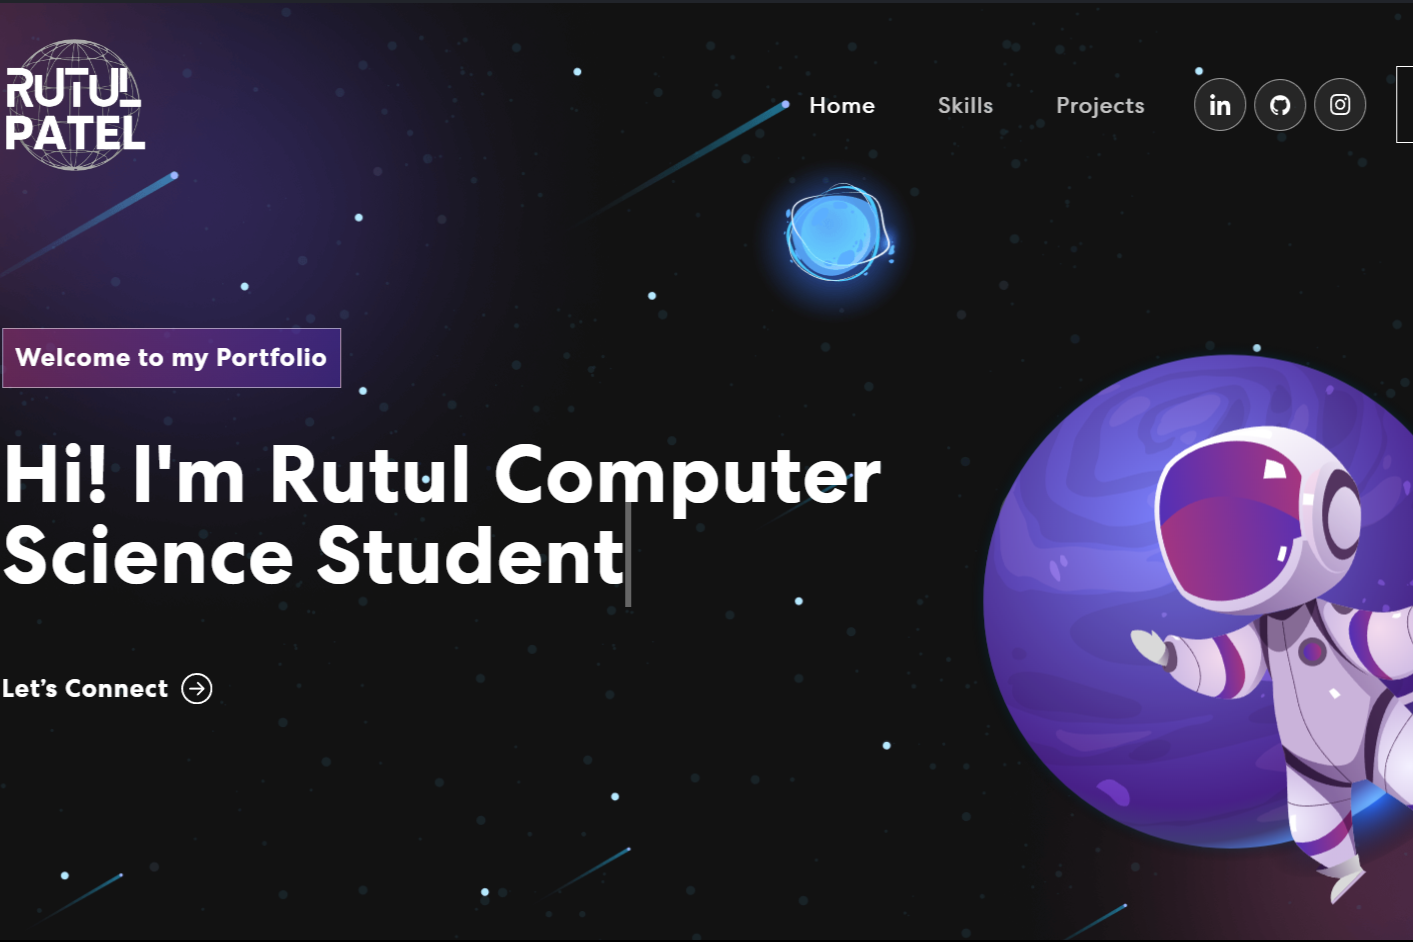 RUTUL
PATEL
Home
Skills
Projects
in
Welcome to my Portfolio
Hi! I'm Rutul Computer
Science Student
Let’s Connect